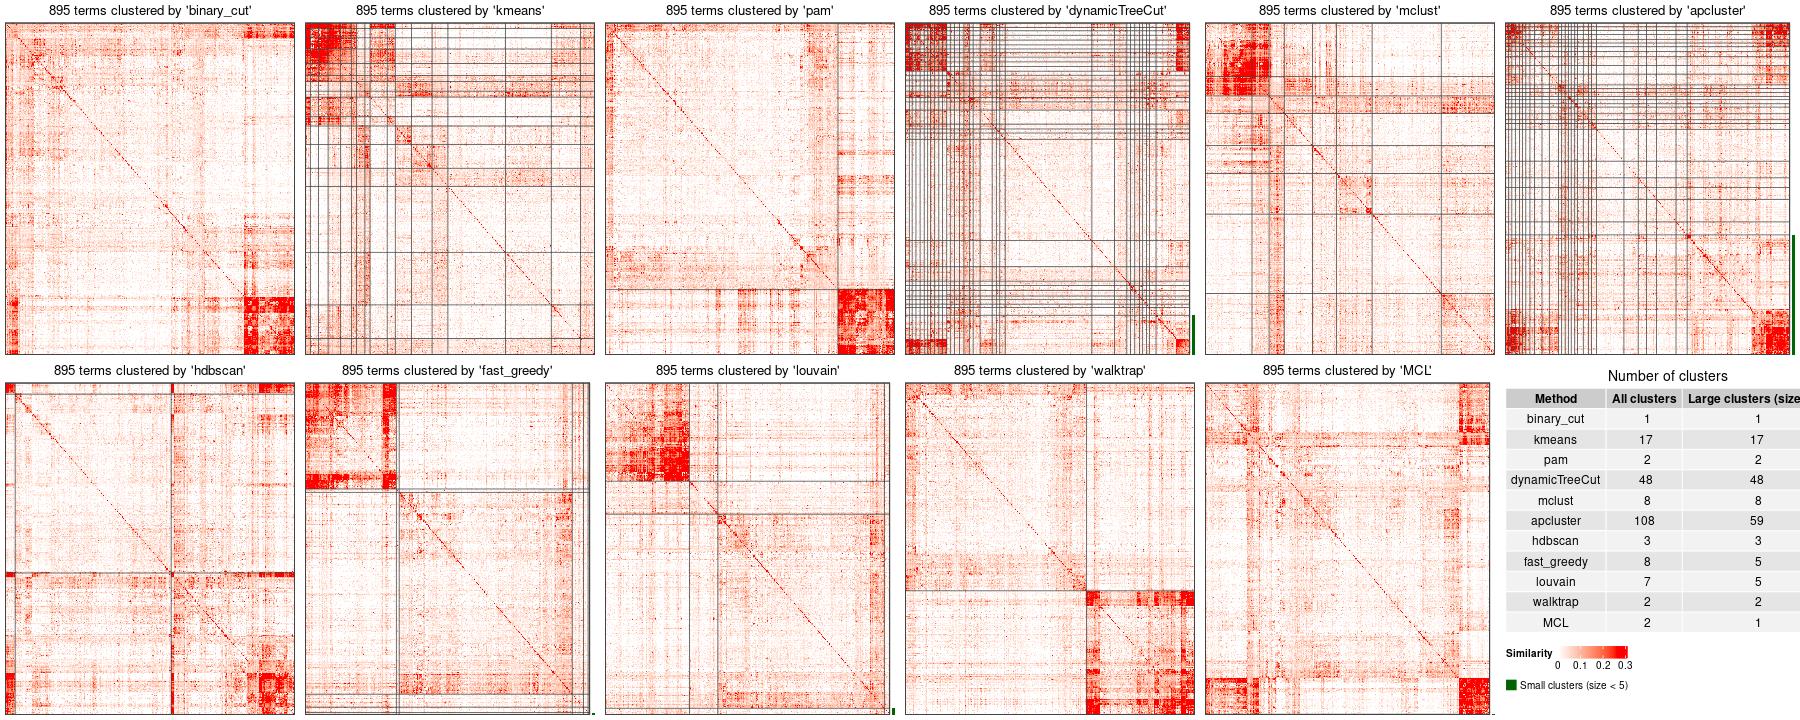 895 terms clustered by 'binary_cut'
895 terms clustered by 'kmeans'
895 terms clustered by 'pam'
895 terms clustered by 'dynamicTreeCut'
895 terms clustered by 'mclust'
895 terms clustered by 'apcluster'
895 terms clustered by 'hdbscan'
895 terms clustered by 'fast_greedy'
895 terms clustered by 'louvain'
895 terms clustered by 'walktrap'
895 terms clustered by 'MCL'
Number of clusters
Method All clusters Large clusters (size
binary_cut 1 1
kmeans 17 17
pam 2 2
dynamicTreeCut 48 48
mclust 8 8
apcluster 108 59
hdbscan 3 3
fast_greedy 8 5
louvain 7 5
walktrap 2 2
MCL 2 1
Similarity
0 0.1 0.2 0.3
Small clusters (size < 5)